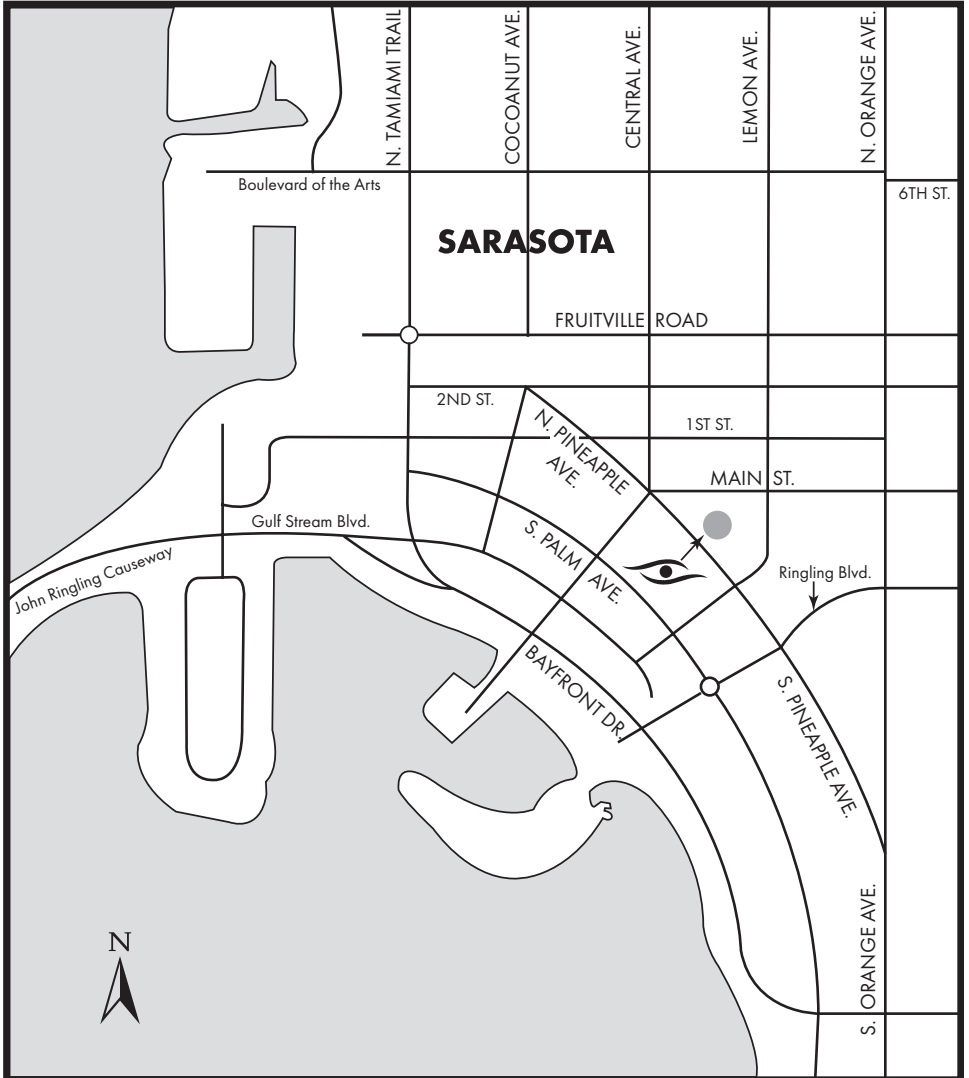 N. TAMIAMI TRAIL
COCOANUT AVE.
CENTRAL AVE.
LEMON AVE.
N. ORANGE AVE.
Boulevard of the Arts
6TH ST.
SARASOTA
FRUITVILLE ROAD
2ND ST.
N. PINEAPPLE
AVE.
1ST ST.
MAIN ST.
Gulf Stream Blvd.
S. PALM AVE.
John Ringling Causeway
Ringling Blvd.
BAYFRONT DR.
S. PINEAPPLE AVE.
S. ORANGE AVE.
N